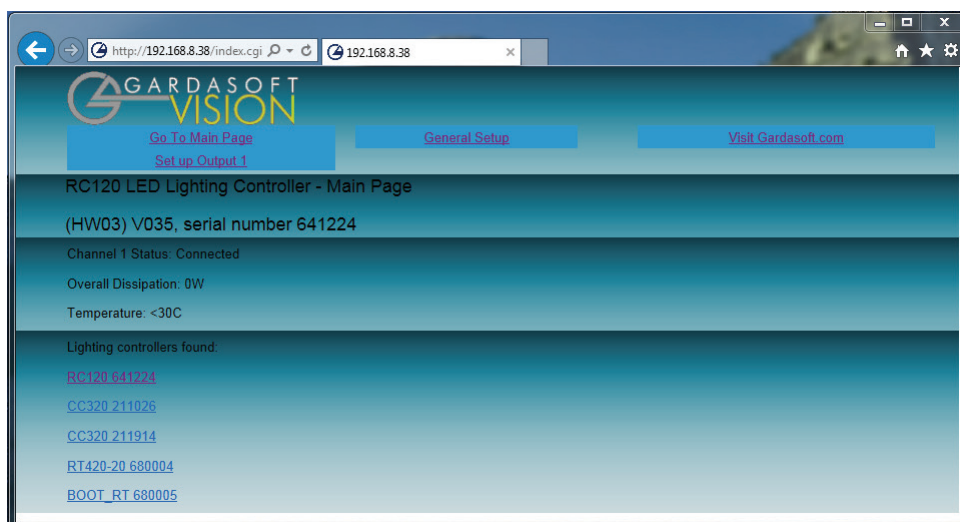 http://192.168.8.38/index.cgi 192.168.8.38
GARDASOFT
VISION
Go To Main Page General Setup Visit Gardasoft.com
Set up Output 1
RC120 LED Lighting Controller - Main Page
(HW03) V035, serial number 641224
Channel 1 Status: Connected
Overall Dissipation: 0W
Temperature: <30C
Lighting controllers found:
RC120 641224
CC320 211026
CC320 211914
RT420-20 680004
BOOT_RT 680005